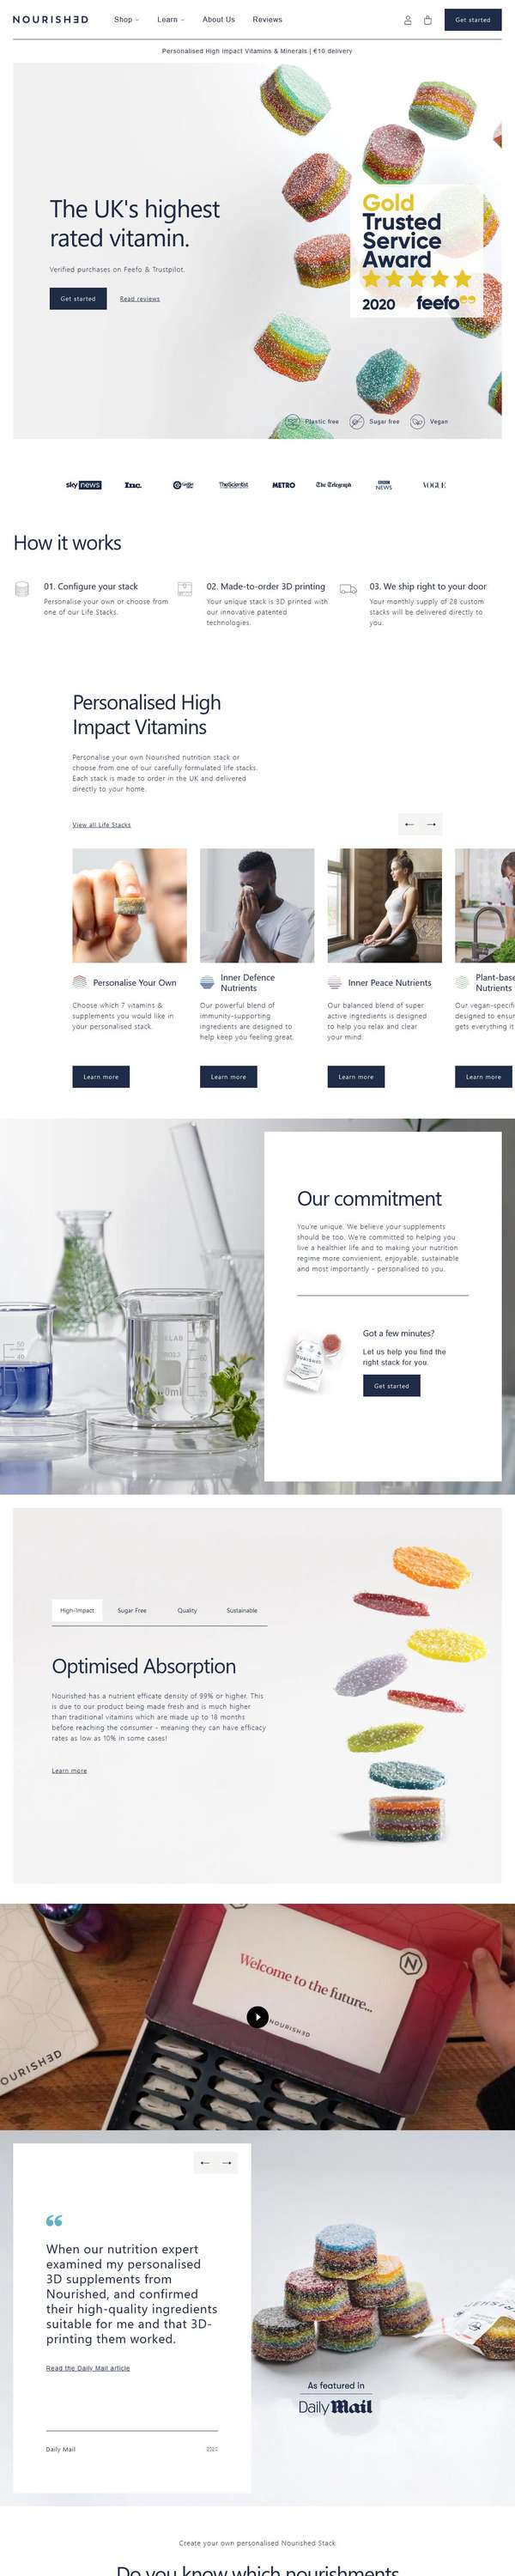 NOURISHED
Shop
Learn
About Us
Reviews
Get started
Personalised High Impact Vitamins & Minerals | €10 delivery
The UK's highest
rated vitamin.
Verified purchases on Feefo & Trustpilot.
Get started
Read reviews
Gold
Trusted
Service
Award
2020 feefo
Plastic free
Sugar free
Vegan
sky news
Inc.
TheScientist
METRO
The Telegraph
BBC
NEWS
VOGUE
How it works
01. Configure your stack
Personalise your own or choose from
one of our Life Stacks.
02. Made-to-order 3D printing
Your unique stack is 3D printed with
our innovative patented
technologies.
03. We ship right to your door
Your monthly supply of 28 custom
stacks will be delivered directly to
you.
Personalised High
Impact Vitamins
Personalise your own Nourished nutrition stack or
choose from one of our carefully formulated life stacks.
Each stack is made to order in the UK and delivered
directly to your home.
View all Life Stacks
Personalise Your Own
Choose which 7 vitamins &
supplements you would like in
your personalised stack.
Learn more
Inner Defence
Nutrients
Our powerful blend of
immunity-supporting
ingredients are designed to
help keep you feeling great.
Learn more
Inner Peace Nutrients
Our balanced blend of super
active ingredients is designed
to help you relax and clear
your mind.
Learn more
Plant-base
Nutrients
Our vegan-specifi
designed to ensur
gets everything it
Learn more
Our commitment
You're unique. We believe your supplements
should be too. We're committed to helping you
live a healthier life and to making your nutrition
regime more convenient, enjoyable, sustainable
and most importantly - personalised to you.
Got a few minutes?
Let us help you find the
right stack for you.
Get started
High-Impact
Sugar Free
Quality
Sustainable
Optimised Absorption
Nourished has a nutrient efficate density of 99% or higher. This
is due to our product being made fresh and is much higher
than traditional vitamins which are made up to 18 months
before reaching the consumer - meaning they can have efficacy
rates as low as 10% in some cases!
Learn more
Welcome to the future...
NOURISHED
OURISHED
When our nutrition expert
examined my personalised
3D supplements from
Nourished, and confirmed
their high-quality ingredients
suitable for me and that 3D-
printing them worked.
Read the Daily Mail article
Daily Mail
2020
As featured in
Daily Mail
Create your own personalised Nourished Stack
Do you know which nourishments